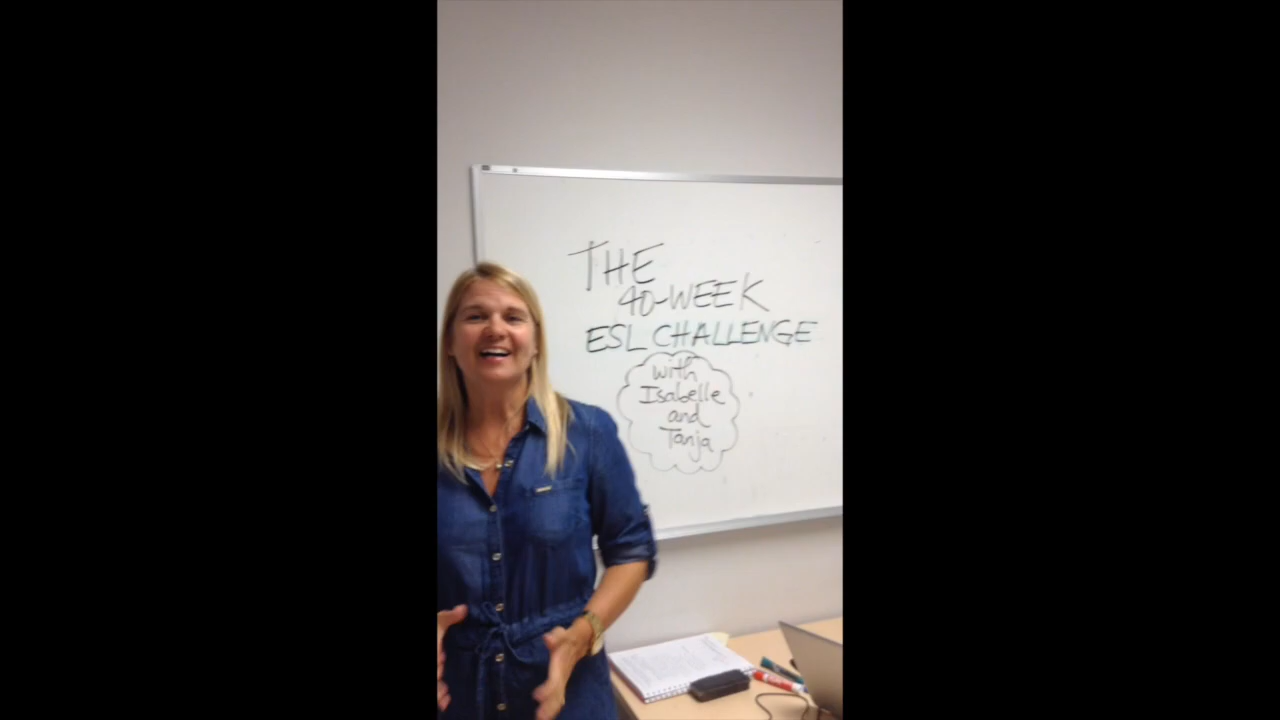 THE
40-WEEK
ESL CHALLENGE
with
Isabelle
and
Tanja